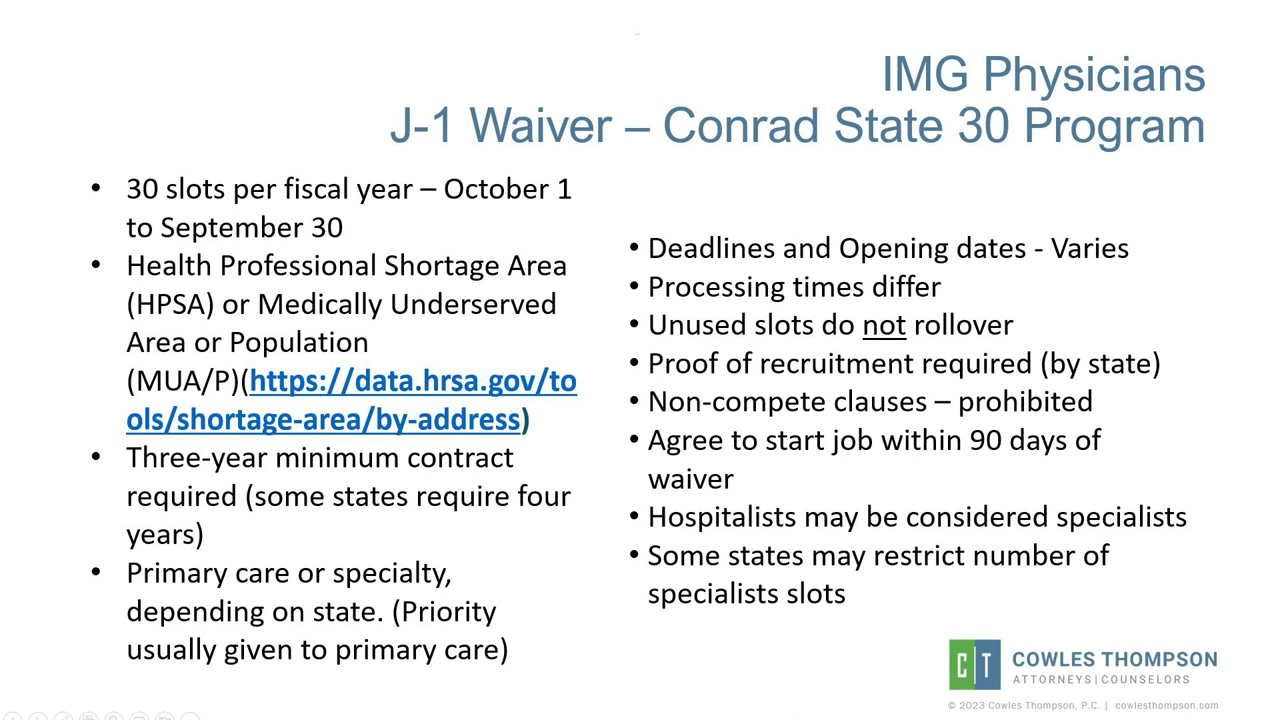 IMG Physicians
J-1 Waiver – Conrad State 30 Program
• 30 slots per fiscal year – October 1
to September 30
• Health Professional Shortage Area
(HPSA) or Medically Underserved
Area or Population
(MUA/P)(https://data.hrsa.gov/to
ols/shortage-area/by-address)
• Three-year minimum contract
required (some states require four
years)
• Primary care or specialty,
depending on state. (Priority
usually given to primary care)
• Deadlines and Opening dates - Varies
• Processing times differ
• Unused slots do not rollover
• Proof of recruitment required (by state)
• Non-compete clauses – prohibited
• Agree to start job within 90 days of
waiver
• Hospitalists may be considered specialists
• Some states may restrict number of
specialists slots
C|T
COWLES THOMPSON
ATTORNEYS|COUNSELORS
© 2023 Cowles Thompson, P.C. | cowlesthompson.com